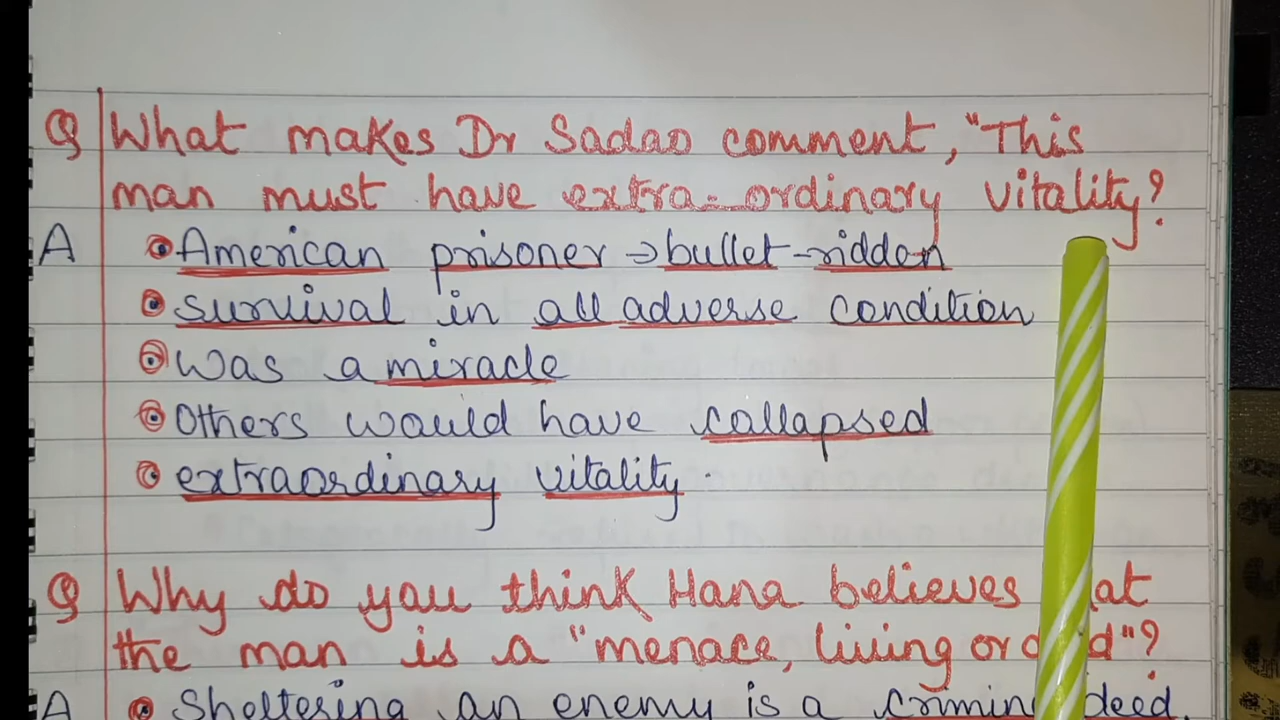 Q What makes Dr Sadao comment, "This
man must have extra-ordinary vitality?
A • American prisoner → bullet-ridden
• survival in all adverse condition
• Was a miracle
• Others would have collapsed
• extraordinary vitality.
Q Why do you think Hana believes
the man is a "menace, living or
A • Sheltering an enemy is a deed.